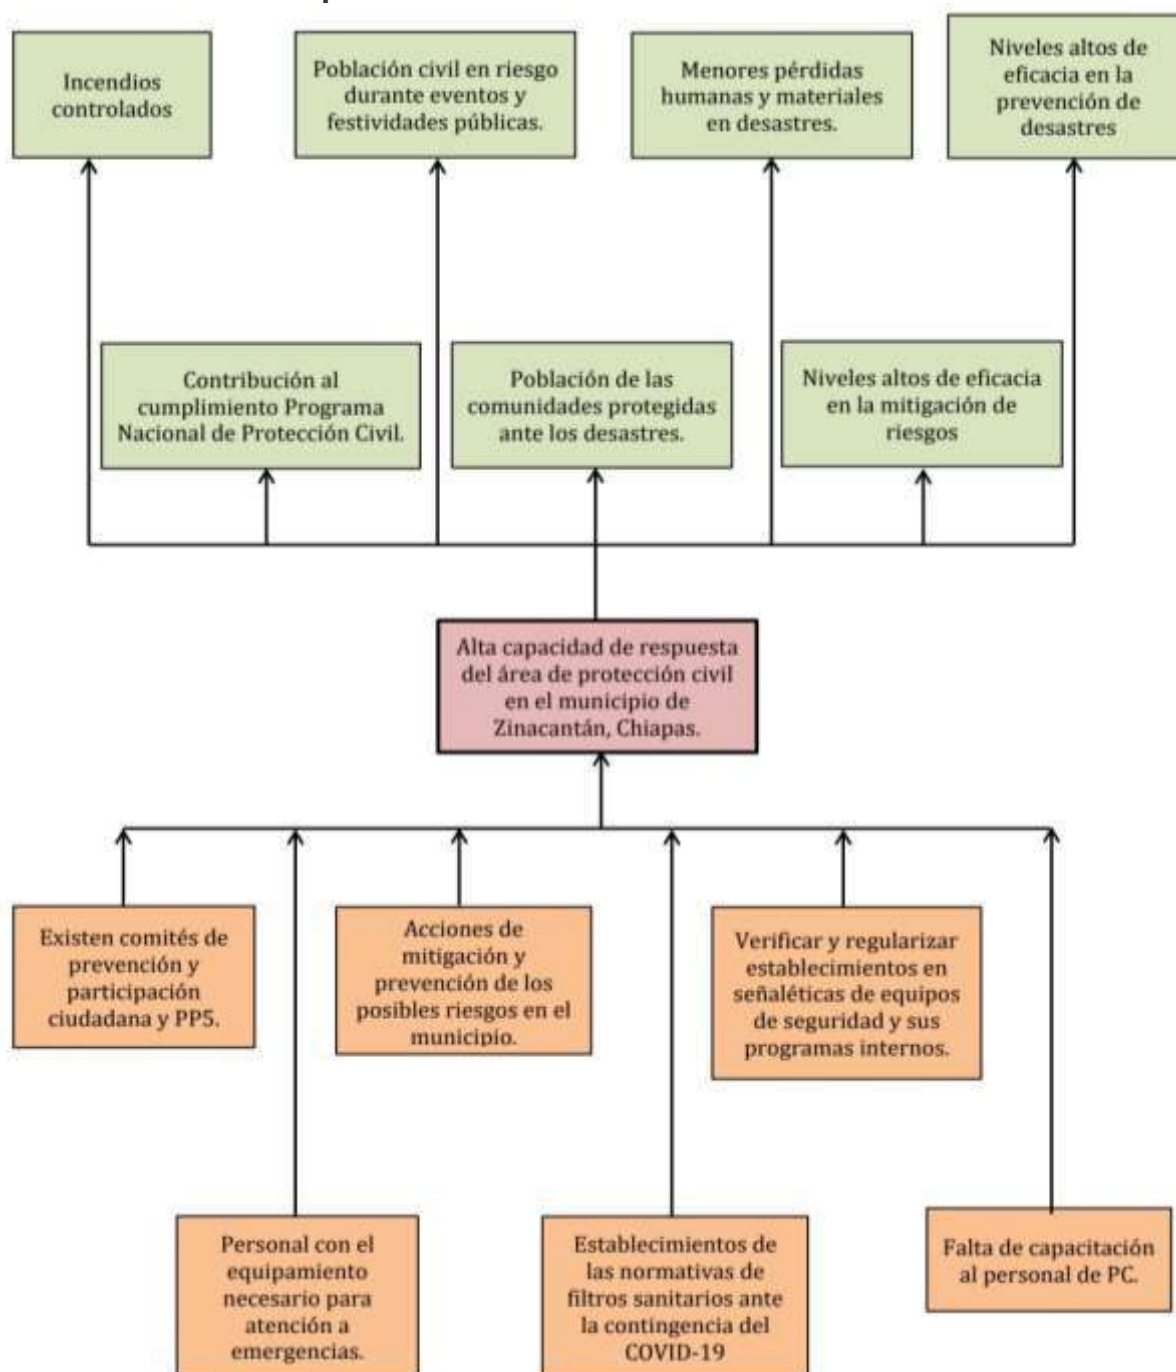 Incendios
controlados
Población civil en riesgo
durante eventos y
festividades públicas.
Menores pérdidas
humanas y materiales
en desastres.
Niveles altos de
eficacia en la
prevención de
desastres
Contribución al
cumplimiento Programa
Nacional de Protección Civil.
Población de las
comunidades protegidas
ante los desastres.
Niveles altos de eficacia
en la mitigación de
riesgos
Alta capacidad de respuesta
del área de protección civil
en el municipio de
Zinacantán, Chiapas.
Existen comités de
prevención y
participación
ciudadana y PP5.
Acciones de
mitigación y
prevención de los
posibles riesgos en el
municipio.
Verificar y regularizar
establecimientos en
señaléticas de equipos
de seguridad y sus
programas internos.
Personal con el
equipamiento
necesario para
atención a
emergencias.
Establecimientos de
las normativas de
filtros sanitarios ante
la contingencia del
COVID-19
Falta de capacitación
al personal de PC.